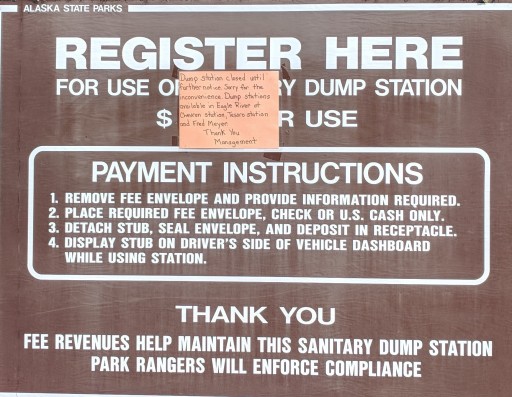 ALASKA STATE PARKS
REGISTER HERE
FOR USE O RY DUMP STATION
$ R USE
Dump station closed until
further notice Sorry for the
inconvenience. Dump stations
available in Eagle River at
Chevron station, Tesoro station
and Fred Meyer.
Thank You
Management
PAYMENT INSTRUCTIONS
1. REMOVE FEE ENVELOPE AND PROVIDE INFORMATION REQUIRED.
2. PLACE REQUIRED FEE ENVELOPE, CHECK OR U.S. CASH ONLY.
3. DETACH STUB, SEAL ENVELOPE, AND DEPOSIT IN RECEPTACLE.
4. DISPLAY STUB ON DRIVER'S SIDE OF VEHICLE DASHBOARD
WHILE USING STATION.
THANK YOU
FEE REVENUES HELP MAINTAIN THIS SANITARY DUMP STATION
PARK RANGERS WILL ENFORCE COMPLIANCE